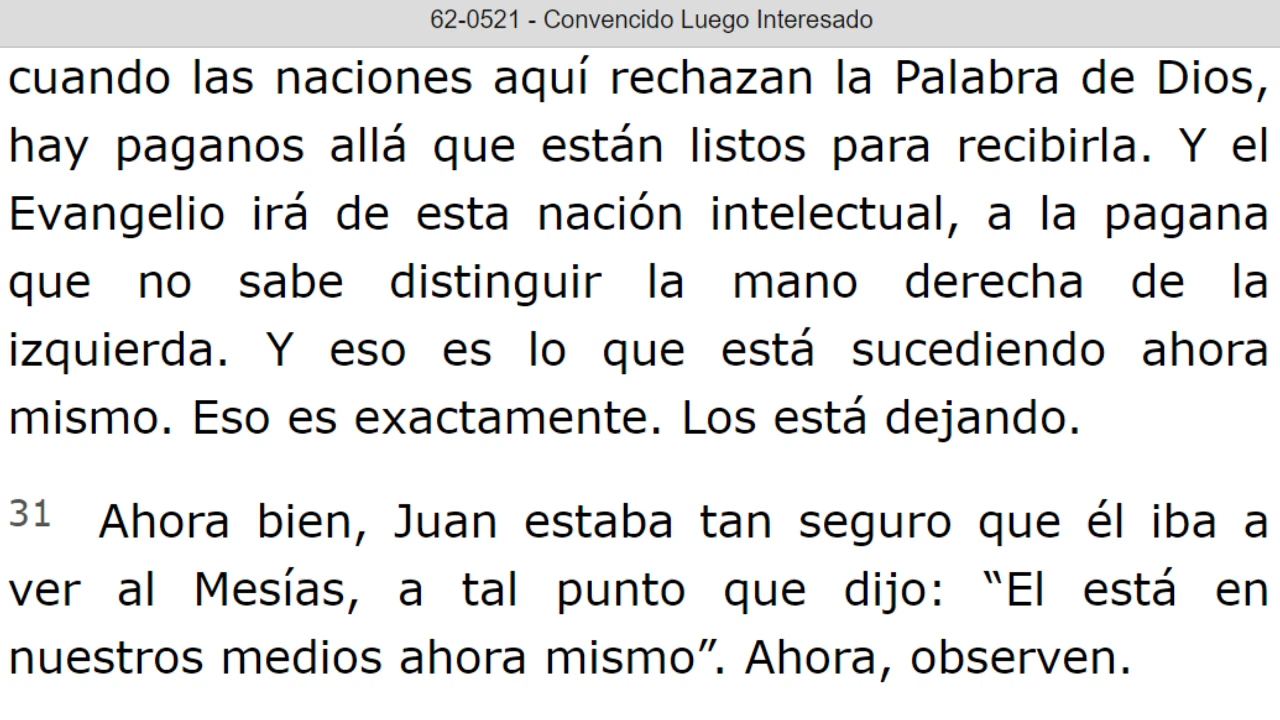 62-0521 - Convencido Luego Interesado
cuando las naciones aquí rechazan la Palabra de Dios,
hay paganos allá que están listos para recibirla. Y el
Evangelio irá de esta nación intelectual, a la pagana
que no sabe distinguir la mano derecha de la
izquierda. Y eso es lo que está sucediendo ahora
mismo. Eso es exactamente. Los está dejando.
31 Ahora bien, Juan estaba tan seguro que él iba a
ver al Mesías, a tal punto que dijo: “El está en
nuestros medios ahora mismo”. Ahora, observen.